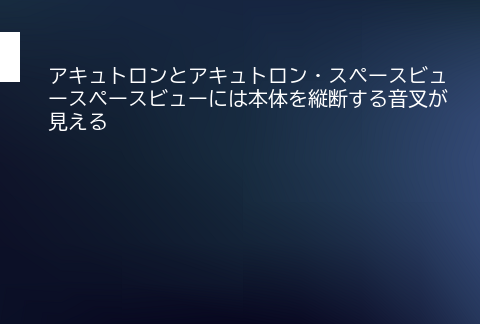 アキュトロンとアキュトロン・スペースビュ
ースペースビューには本体を縦断する音叉が
見える